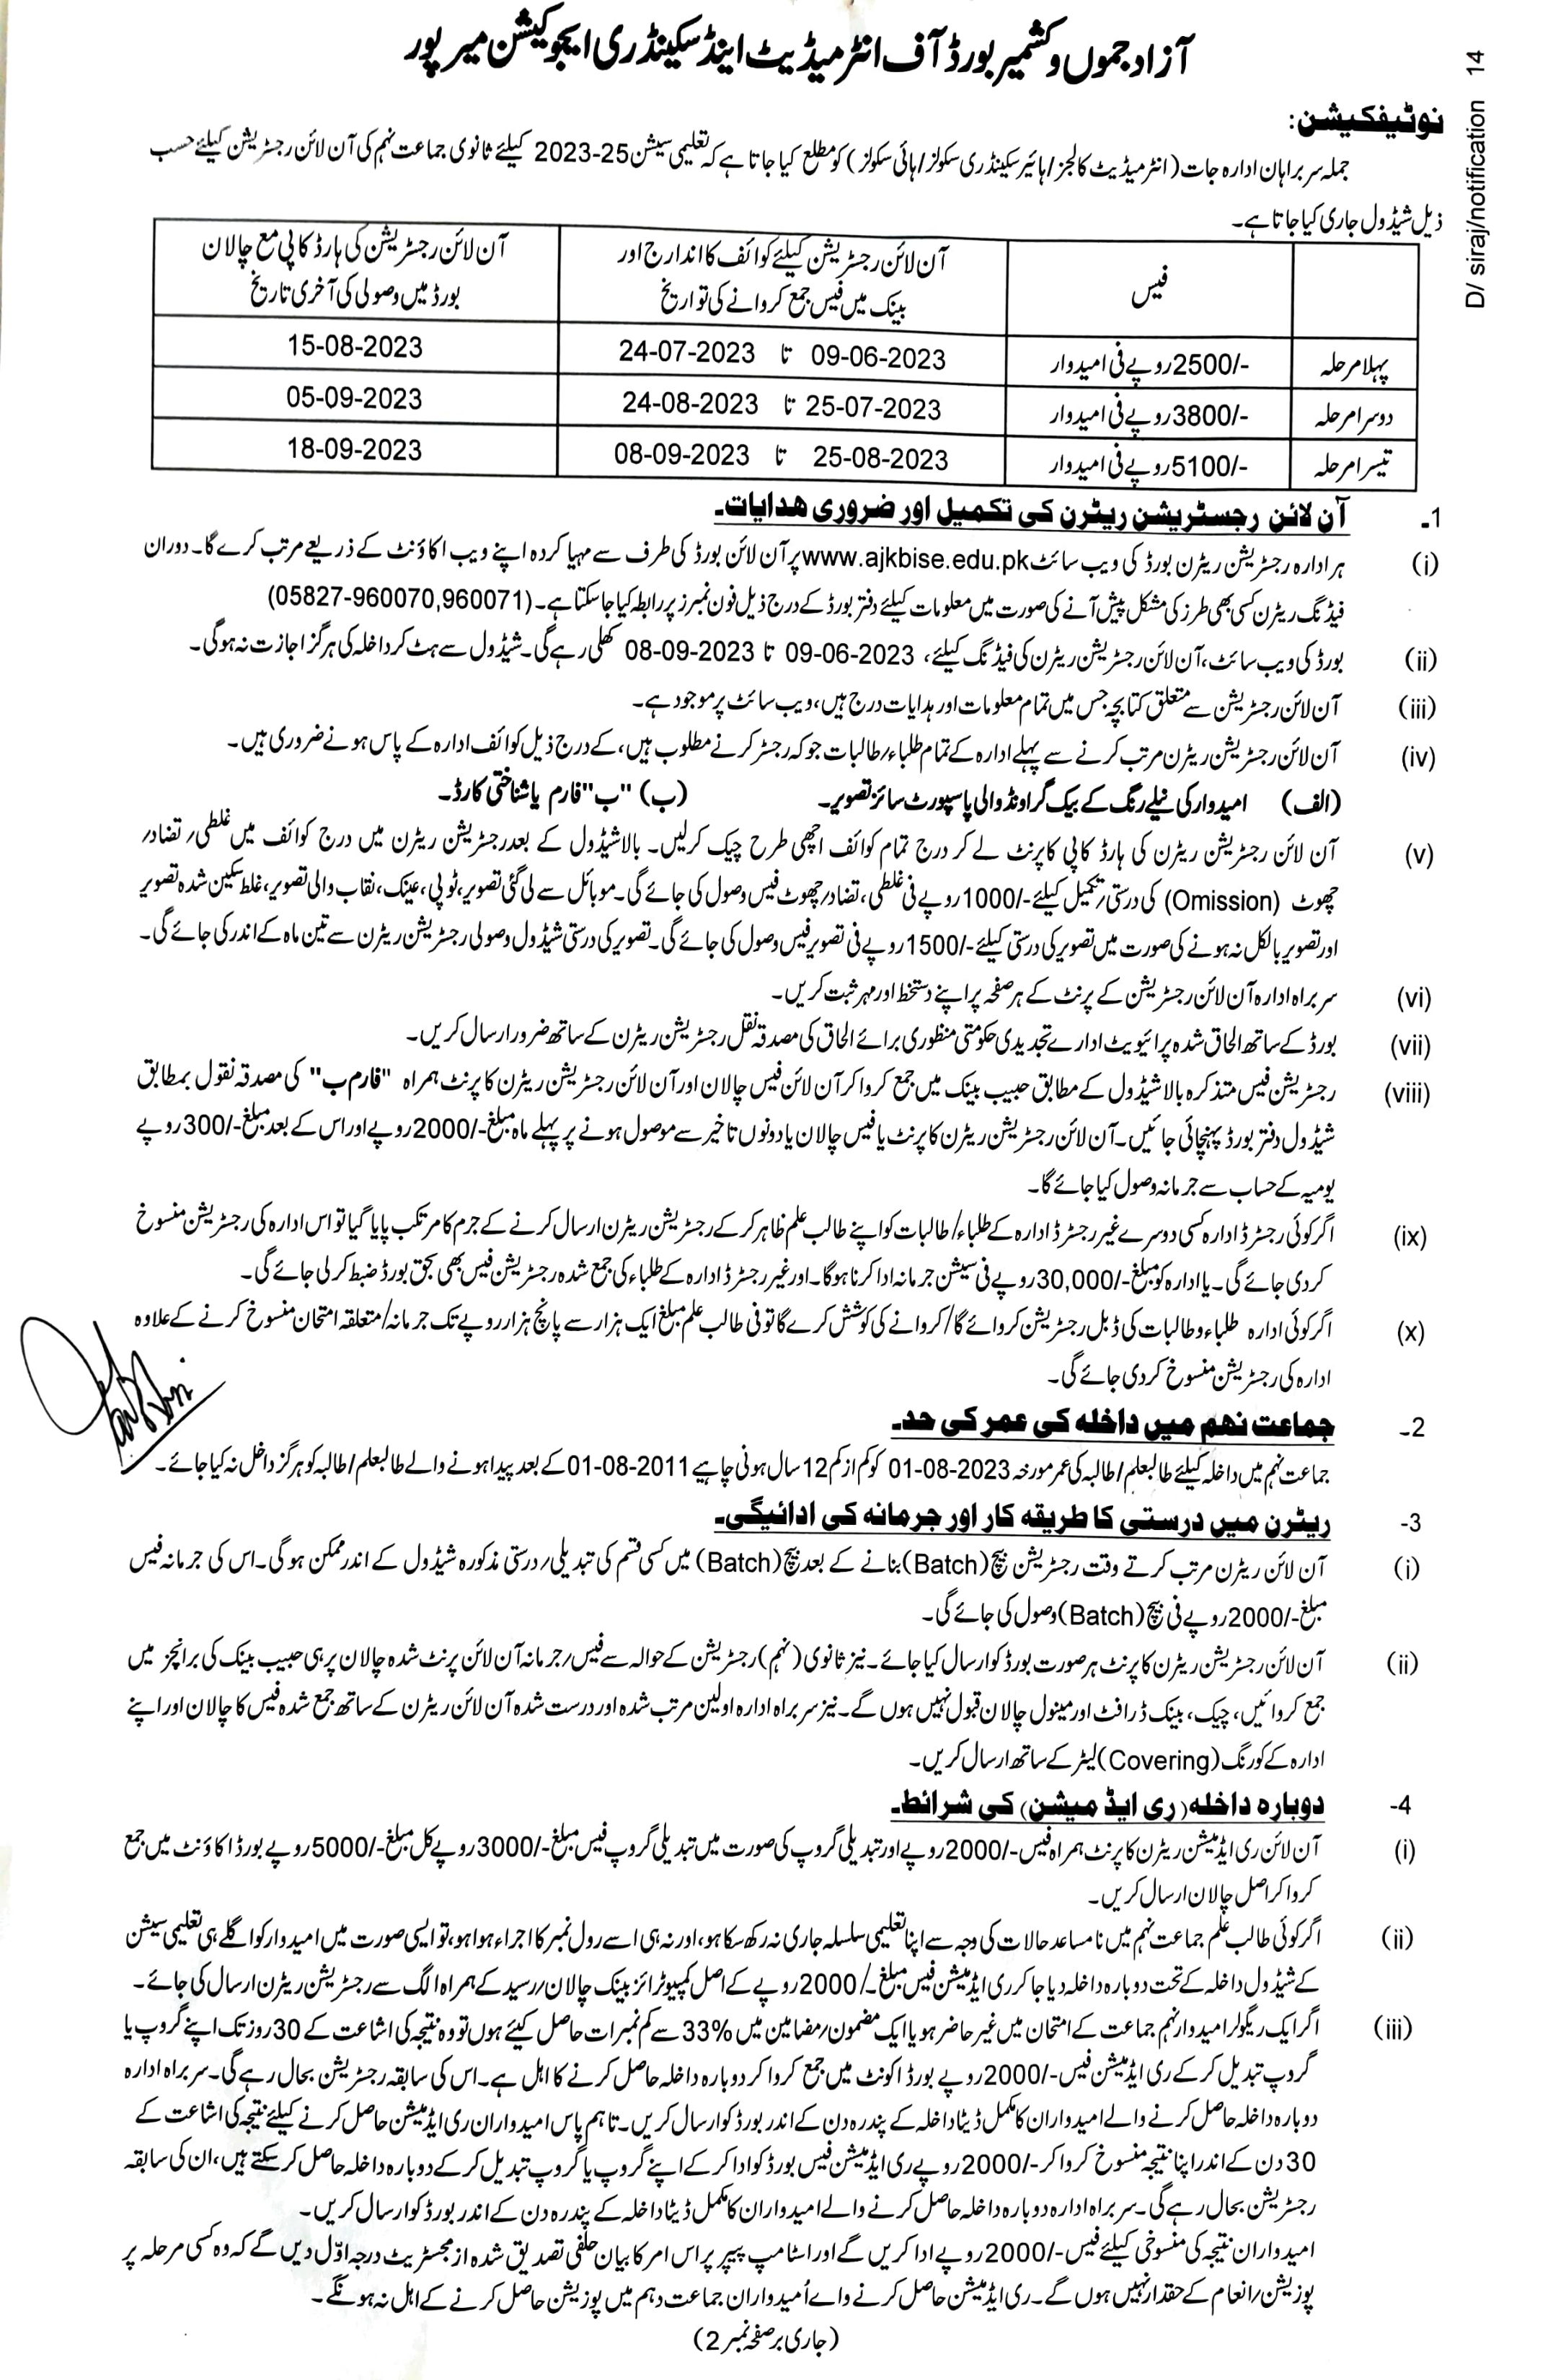 آزاد جموں و کشمیر بورڈ آف انٹرمیڈیٹ اینڈ سکینڈری ایجوکیشن میرپور
D/ siraj/notification 14
نوٹیفکیشن:
جملہ سربراہان ادارہ جات (انٹرمیڈیٹ کالجز/ہائیر سکینڈری سکولز/ہائی سکولز) کو مطلع کیا جاتا ہے کہ تعلیمی سیشن 2023-25 کیلئے ثانوی جماعت نہم کی آن لائن رجسٹریشن کیلئے حسب
ذیل شیڈول جاری کیا جاتا ہے۔
فیس
آن لائن رجسٹریشن کیلئے کوائف کا اندارج اور
بینک میں فیس جمع کروانے کی تواریخ
آن لائن رجسٹریشن کی ہارڈ کاپی مع چالان
بورڈ میں وصولی کی آخری تاریخ
پہلا مرحلہ 2500/- روپے فی امیدوار 09-06-2023 تا 24-07-2023 15-08-2023
دوسرا مرحلہ 3800/- روپے فی امیدوار 25-07-2023 تا 24-08-2023 05-09-2023
تیسرا مرحلہ 5100/- روپے فی امیدوار 25-08-2023 تا 08-09-2023 18-09-2023
1۔ آن لائن رجسٹریشن ریٹرن کی تکمیل اور ضروری ھدایات۔
(i) ہر ادارہ رجسٹریشن ریٹرن بورڈ کی ویب سائٹ www.ajkbise.edu.pk پر آن لائن بورڈ کی طرف سے مہیا کردہ اپنے ویب اکاؤنٹ کے ذریعے مرتب کرے گا۔ دوران
فیڈنگ ریٹرن کسی بھی طرز کی مشکل پیش آنے کی صورت میں معلومات کیلئے دفتر بورڈ کے درج ذیل فون نمبرز پر رابطہ کیا جا سکتا ہے۔ (05827-960070,960071)
(ii) بورڈ کی ویب سائٹ، آن لائن رجسٹریشن ریٹرن کی فیڈنگ کیلئے، 09-06-2023 تا 08-09-2023 کھلی رہے گی۔ شیڈول سے ہٹ کر داخلہ کی ہرگز اجازت نہ ہوگی۔
(iii) آن لائن رجسٹریشن سے متعلق کتابچہ جس میں تمام معلومات اور ہدایات درج ہیں، ویب سائٹ پر موجود ہے۔
(iv) آن لائن رجسٹریشن ریٹرن مرتب کرنے سے پہلے ادارہ کے تمام طلباء/طالبات جو کہ رجسٹر کرنے مطلوب ہیں، کے درج ذیل کوائف ادارہ کے پاس ہونے ضروری ہیں۔
(الف) امیدوار کی نیلے رنگ کے بیک گراونڈ والی پاسپورٹ سائز تصویر۔ (ب) "ب" فارم یا شناختی کارڈ۔
(v) آن لائن رجسٹریشن ریٹرن کی ہارڈ کاپی کا پرنٹ لے کر درج تمام کوائف اچھی طرح چیک کرلیں۔ بالا شیڈول کے بعد رجسٹریشن ریٹرن میں درج کوائف میں غلطی/تضاد/
چھوٹ (Omission) کی درستی/تکمیل کیلئے 1000/- روپے فی غلطی، تضاد/چھوٹ فیس وصول کی جائے گی۔ موبائل سے لی گئی تصویر، ٹوپی، عینک، نقاب والی تصویر، غلط سکین شدہ تصویر
اور تصویر بالکل نہ ہونے کی صورت میں تصویر کی درستی کیلئے 1500/- روپے فی تصویر فیس وصول کی جائے گی۔ تصویر کی درستی شیڈول وصولی رجسٹریشن ریٹرن سے تین ماہ کے اندر کی جائے گی۔
(vi) سربراہ ادارہ آن لائن رجسٹریشن کے پرنٹ کے ہر صفحہ پر اپنے دستخط اور مہر ثبت کریں۔
(vii) بورڈ کے ساتھ الحاق شدہ پرائیویٹ ادارے تجدیدی حکومتی منظوری برائے الحاق کی مصدقہ نقل رجسٹریشن ریٹرن کے ساتھ ضرور ارسال کریں۔
(viii) رجسٹریشن فیس متذکرہ بالا شیڈول کے مطابق حبیب بینک میں جمع کروا کر آن لائن فیس چالان اور آن لائن رجسٹریشن ریٹرن کا پرنٹ ہمراہ "فارم ب" کی مصدقہ نقول بمطابق
شیڈول دفتر بورڈ پہنچائی جائیں۔ آن لائن رجسٹریشن ریٹرن کا پرنٹ یا فیس چالان یا دونوں تاخیر سے موصول ہونے پر پہلے ماہ مبلغ 2000/- روپے اور اس کے بعد مبلغ 300/- روپے
یومیہ کے حساب سے جرمانہ وصول کیا جائے گا۔
(ix) اگر کوئی رجسٹرڈ ادارہ کسی دوسرے غیر رجسٹرڈ ادارہ کے طلباء/طالبات کو اپنے طالب علم ظاہر کر کے رجسٹریشن ریٹرن ارسال کرنے کے جرم کا مرتکب پایا گیا تو اس ادارہ کی رجسٹریشن منسوخ
کردی جائے گی۔ یا ادارہ کو مبلغ 30,000/- روپے فی سیشن جرمانہ ادا کرنا ہوگا۔ اور غیر رجسٹرڈ ادارہ کے طلباء کی جمع شدہ رجسٹریشن فیس بھی بحق بورڈ ضبط کر لی جائے گی۔
(x) اگر کوئی ادارہ طلباء و طالبات کی ڈبل رجسٹریشن کروائے گا/کروانے کی کوشش کرے گا تو فی طالب علم مبلغ ایک ہزار سے پانچ ہزار روپے تک جرمانہ/متعلقہ امتحان منسوخ کرنے کے علاوہ
ادارہ کی رجسٹریشن منسوخ کردی جائے گی۔
2۔ جماعت نھم میں داخلہ کی عمر کی حد۔
جماعت نہم میں داخلہ کیلئے طالبعلم/طالبہ کی عمر مورخہ 01-08-2023 کو کم از کم 12 سال ہونی چاہیے 01-08-2011 کے بعد پیدا ہونے والے طالبعلم/طالبہ کو ہرگز داخل نہ کیا جائے۔
3- ریٹرن میں درستی کا طریقہ کار اور جرمانہ کی ادائیگی۔
(i) آن لائن ریٹرن مرتب کرتے وقت رجسٹریشن بیچ (Batch) بنانے کے بعد بیچ (Batch) میں کسی قسم کی تبدیلی/درستی مذکورہ شیڈول کے اندر ممکن ہوگی۔ اس کی جرمانہ فیس
مبلغ 2000/- روپے فی بیچ (Batch) وصول کی جائے گی۔
(ii) آن لائن رجسٹریشن ریٹرن کا پرنٹ ہر صورت بورڈ کو ارسال کیا جائے۔ نیز ثانوی (نہم) رجسٹریشن کے حوالہ سے فیس/جرمانہ آن لائن پرنٹ شدہ چالان پر ہی حبیب بینک کی برانچز میں
جمع کروائیں، چیک، بینک ڈرافٹ اور مینول چالان قبول نہیں ہوں گے۔ نیز سربراہ ادارہ اولین مرتب شدہ اور درست شدہ آن لائن ریٹرن کے ساتھ جمع شدہ فیس کا چالان اور اپنے
ادارہ کے کورنگ (Covering) لیٹر کے ساتھ ارسال کریں۔
4- دوبارہ داخلہ (ری ایڈمیشن) کی شرائط۔
(i) آن لائن ری ایڈمیشن ریٹرن کا پرنٹ ہمراہ فیس 2000/- روپے اور تبدیلی گروپ کی صورت میں تبدیلی گروپ فیس مبلغ 3000/- روپے کل مبلغ 5000/- روپے بورڈ اکاؤنٹ میں جمع
کروا کر اصل چالان ارسال کریں۔
(ii) اگر کوئی طالب علم جماعت نہم میں نامساعد حالات کی وجہ سے اپنا تعلیمی سلسلہ جاری نہ رکھ سکا ہو، اور نہ ہی اسے رول نمبر کا اجراء ہوا ہو، تو ایسی صورت میں امیدوار کو اگلے ہی تعلیمی سیشن
کے شیڈول داخلہ کے تحت دوبارہ داخلہ دیا جا کر ری ایڈمیشن فیس مبلغ 2000/- روپے کے اصل کمپیوٹرائز بینک چالان/رسید کے ہمراہ الگ سے رجسٹریشن ریٹرن ارسال کی جائے۔
(iii) اگر ایک ریگولر امیدوار نہم جماعت کے امتحان میں غیر حاضر ہو یا ایک مضمون/مضامین میں 33% سے کم نمبرات حاصل کیئے ہوں تو وہ نتیجہ کی اشاعت کے 30 روز تک اپنے گروپ یا
گروپ تبدیل کر کے ری ایڈمیشن فیس 2000/- روپے بورڈ اکونٹ میں جمع کروا کر دوبارہ داخلہ حاصل کرنے کا اہل ہے۔ اس کی سابقہ رجسٹریشن بحال رہے گی۔ سربراہ ادارہ
دوبارہ داخلہ حاصل کرنے والے امیدواران کا مکمل ڈیٹا داخلہ کے پندرہ دن کے اندر بورڈ کو ارسال کریں۔ تاہم پاس امیدواران ری ایڈمیشن حاصل کرنے کیلئے نتیجہ کی اشاعت کے
30 دن کے اندر اپنا نتیجہ منسوخ کروا کر 2000/- روپے ری ایڈمیشن فیس بورڈ کو ادا کر کے اپنے گروپ یا گروپ تبدیل کر کے دوبارہ داخلہ حاصل کر سکتے ہیں، ان کی سابقہ
رجسٹریشن بحال رہے گی۔ سربراہ ادارہ دوبارہ داخلہ حاصل کرنے والے امیدواران کا مکمل ڈیٹا داخلہ کے پندرہ دن کے اندر بورڈ کو ارسال کریں۔
امیدواران نتیجہ کی منسوخی کیلئے فیس 2000/- روپے ادا کریں گے اور اسٹامپ پیپر پر اس امر کا بیان حلفی تصدیق شدہ از مجسٹریٹ درجہ اوّل دیں گے کہ وہ کسی مرحلہ پر
پوزیشن/انعام کے حقدار نہیں ہوں گے۔ ری ایڈمیشن حاصل کرنے واے اُمیدواران جماعت دہم میں پوزیشن حاصل کرنے کے اہل نہ ہونگے۔
(جاری بر صفحہ نمبر 2)